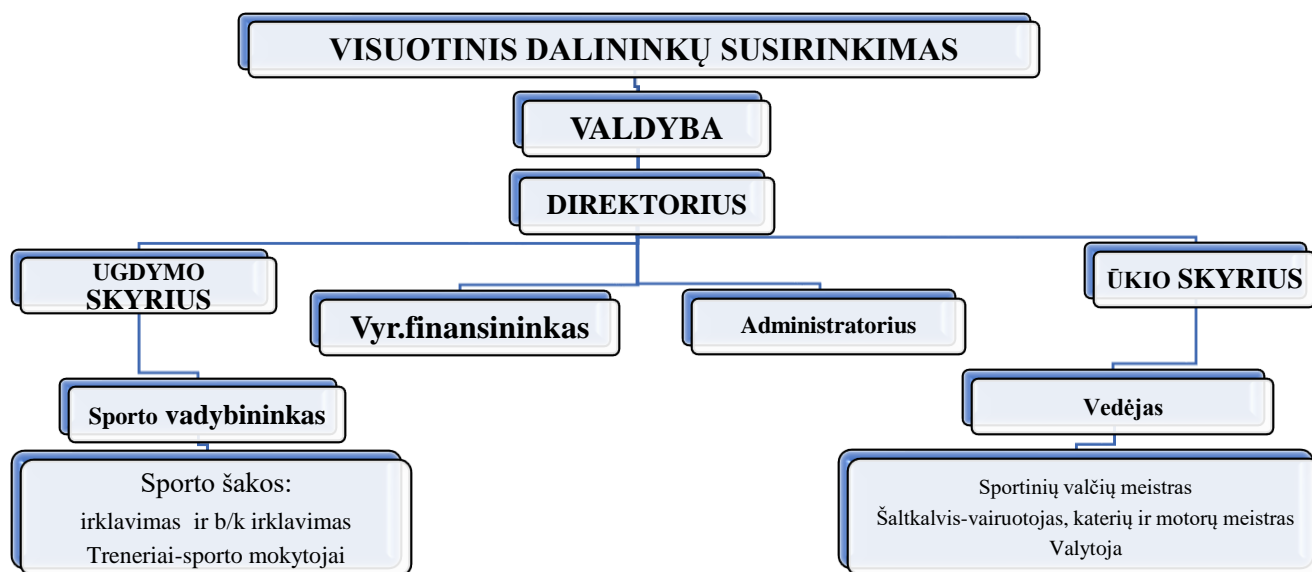 VISUOTINIS DALININKŲ SUSIRINKIMAS
VALDYBA
DIREKTORIUS
UGDYMO
SKYRIUS
Vyr.finansininkas
Administratorius
ŪKIO SKYRIUS
Sporto vadybininkas
Vedėjas
Sporto šakos:
irklavimas ir b/k irklavimas
Treneriai-sporto mokytojai
Sportinių valčių meistras
Šaltkalvis-vairuotojas, katerių ir motorų meistras
Valytoja